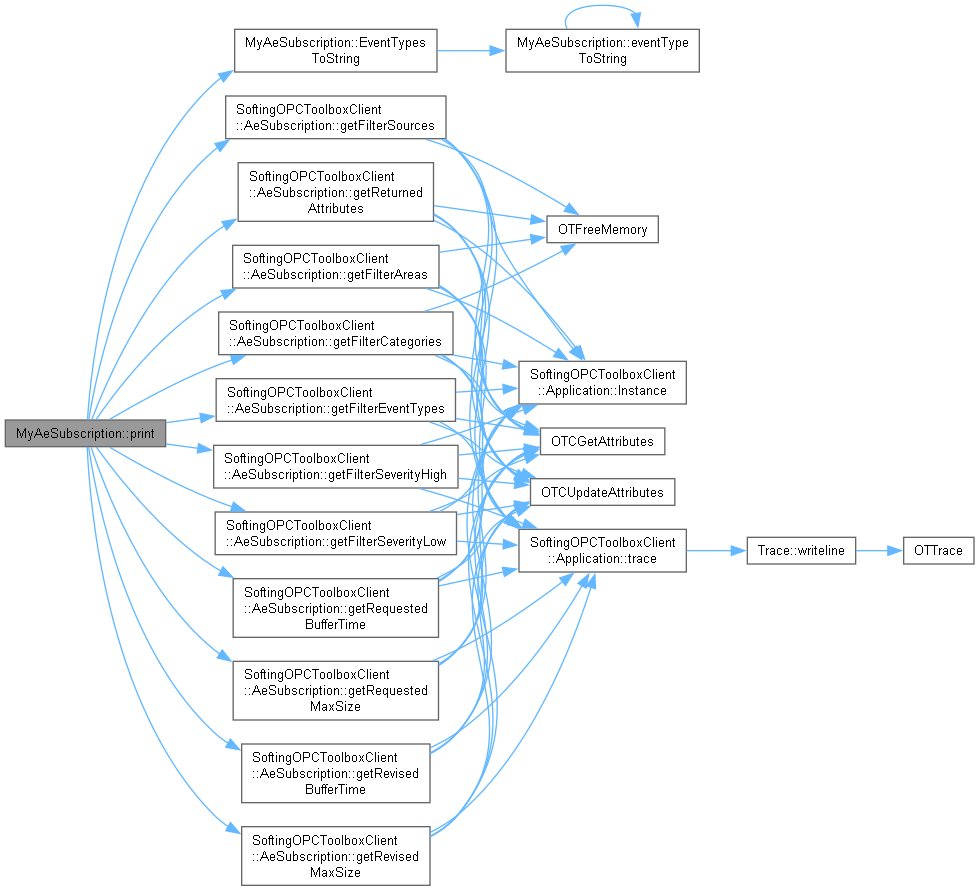 MyAeSubscription::print
MyAeSubscription::EventTypes
ToString
SoftingOPCToolboxClient
::AeSubscription::getFilterSources
SoftingOPCToolboxClient
::AeSubscription::getReturned
Attributes
SoftingOPCToolboxClient
::AeSubscription::getFilterAreas
SoftingOPCToolboxClient
::AeSubscription::getFilterCategories
SoftingOPCToolboxClient
::AeSubscription::getFilterEventTypes
SoftingOPCToolboxClient
::AeSubscription::getFilterSeverityHigh
SoftingOPCToolboxClient
::AeSubscription::getFilterSeverityLow
SoftingOPCToolboxClient
::AeSubscription::getRequested
BufferTime
SoftingOPCToolboxClient
::AeSubscription::getRequested
MaxSize
SoftingOPCToolboxClient
::AeSubscription::getRevised
BufferTime
SoftingOPCToolboxClient
::AeSubscription::getRevised
MaxSize
MyAeSubscription::eventType
ToString
OTFreeMemory
SoftingOPCToolboxClient
::Application::Instance
OTCGetAttributes
OTCUpdateAttributes
SoftingOPCToolboxClient
::Application::trace
Trace::writeline
OTTrace